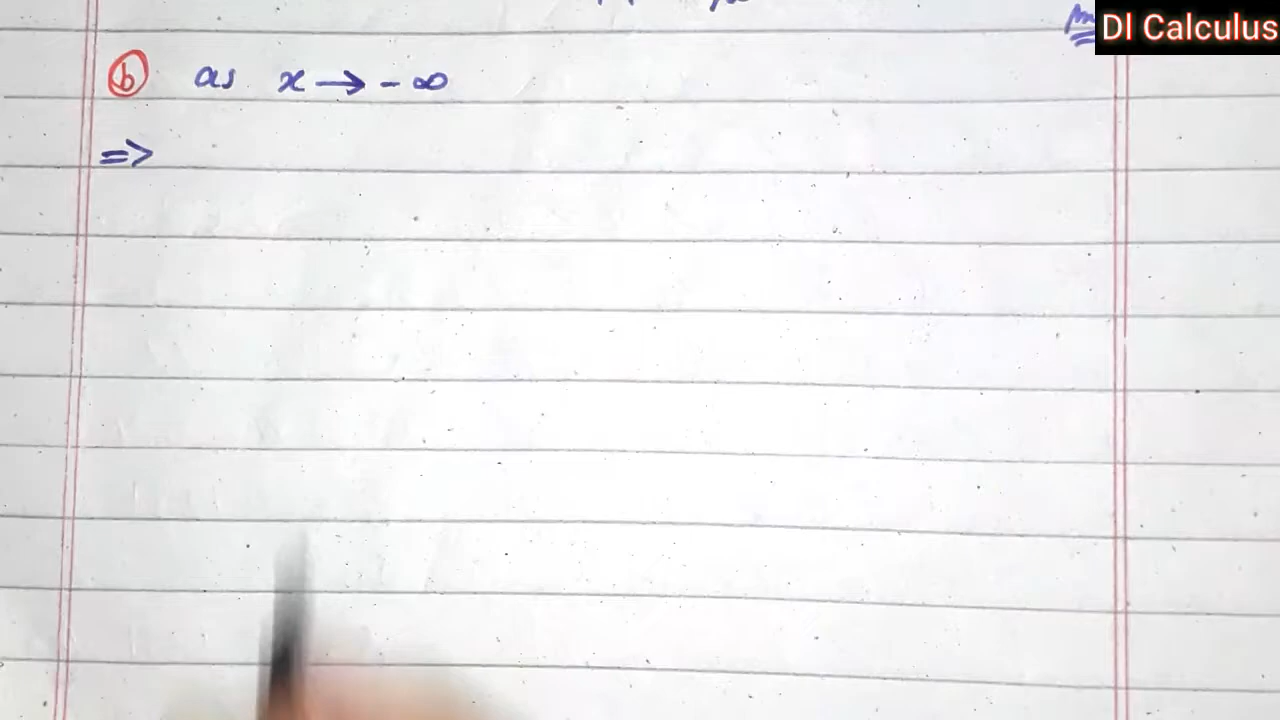 DI Calculus
ⓑ as x → - ∞
=>